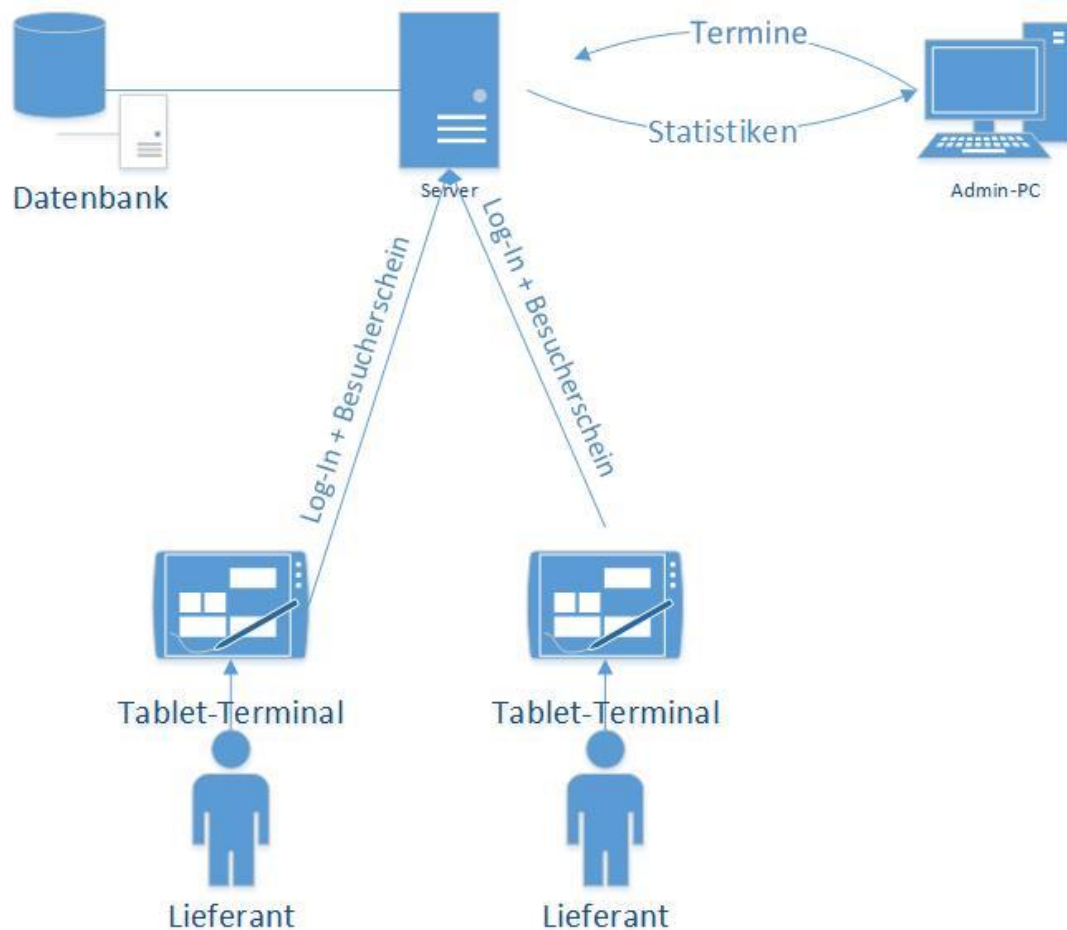 Termine
Statistiken
Datenbank
Server
Admin-PC
Log-In + Besucherschein
Log-In + Besucherschein
Tablet-Terminal
Tablet-Terminal
Lieferant
Lieferant